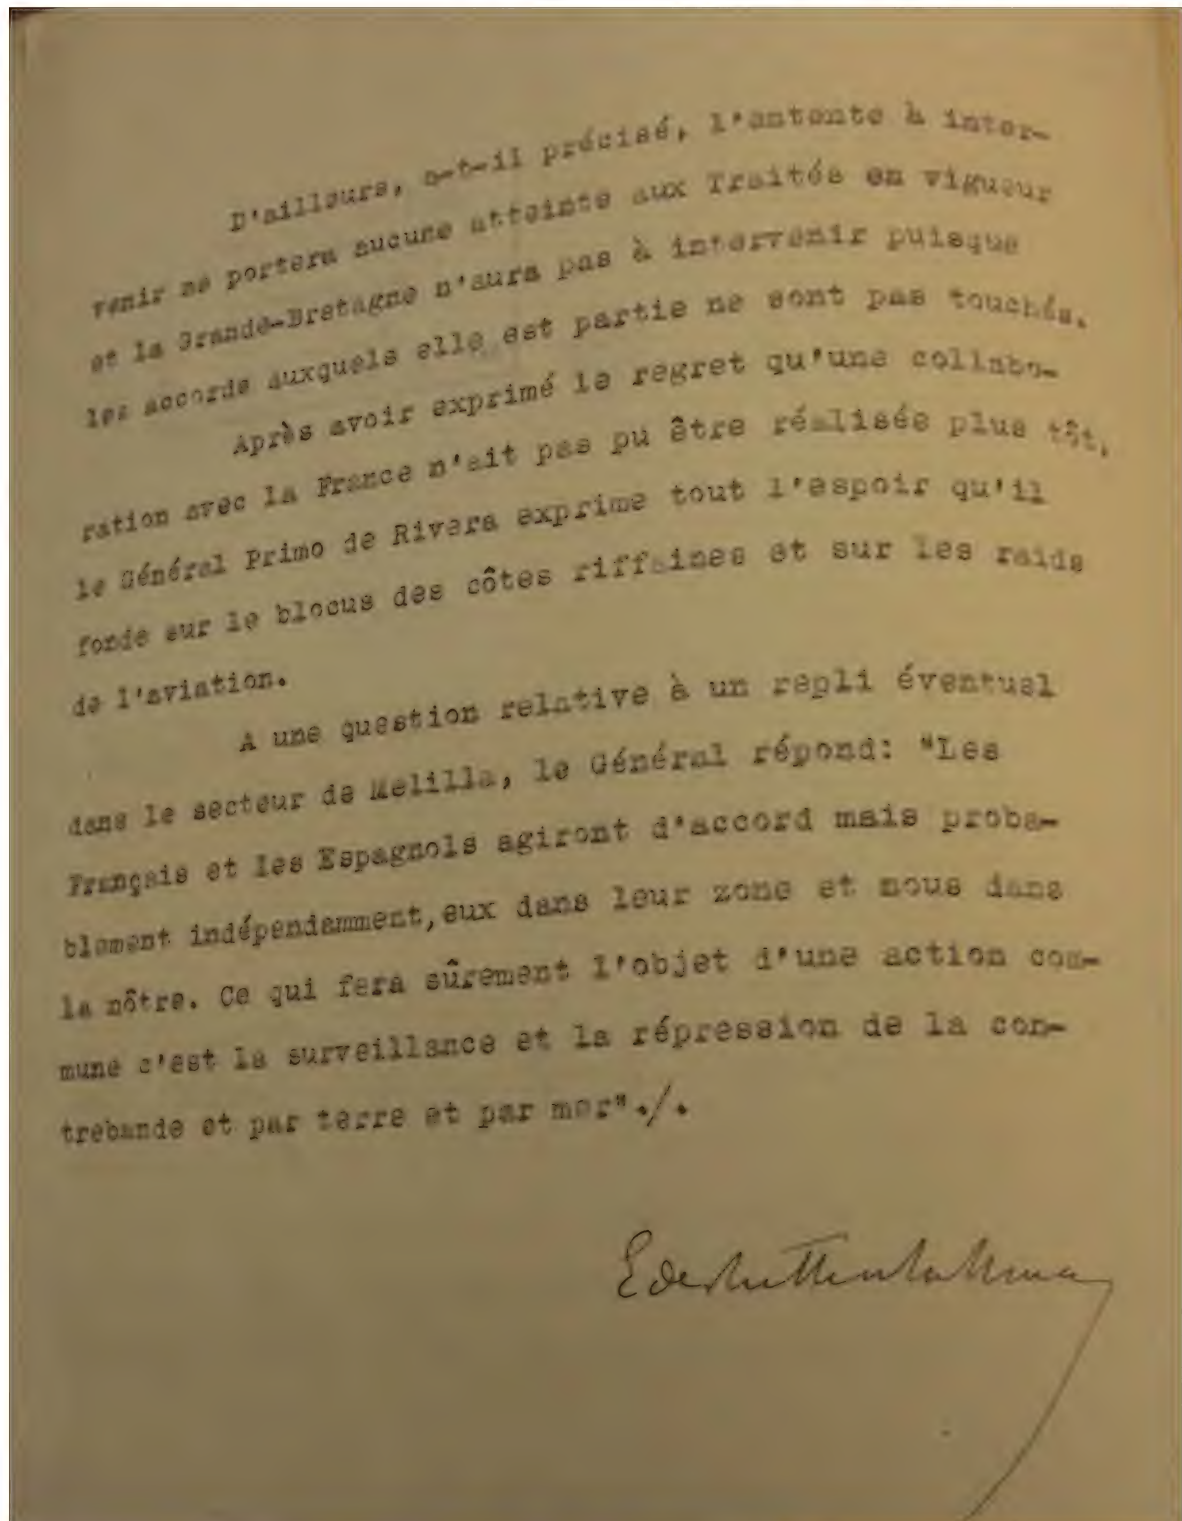 D'ailleurs, a-t-il précisé, l'entente à inter-
venir ne portera aucune atteinte aux Traités en vigueur
et la Grande-Bretagne n'aura pas à intervenir puisque
les accords auxquels elle est partie ne sont pas touchés.
Après avoir exprimé le regret qu'une collabo-
ration avec la France n'ait pas pu être réalisée plus tôt,
le Général Primo de Rivera exprime tout l'espoir qu'il
fonde sur le blocus des côtes riffaines et sur les raids
de l'aviation.
A une question relative à un repli éventuel
dans le secteur de Melilla, le Général répond: "Les
Français et les Espagnols agiront d'accord mais proba-
blement indépendamment, eux dans leur zone et nous dans
la nôtre. Ce qui fera sûrement l'objet d'une action com-
mune c'est la surveillance et la répression de la con-
trebande et par terre et par mer"./.